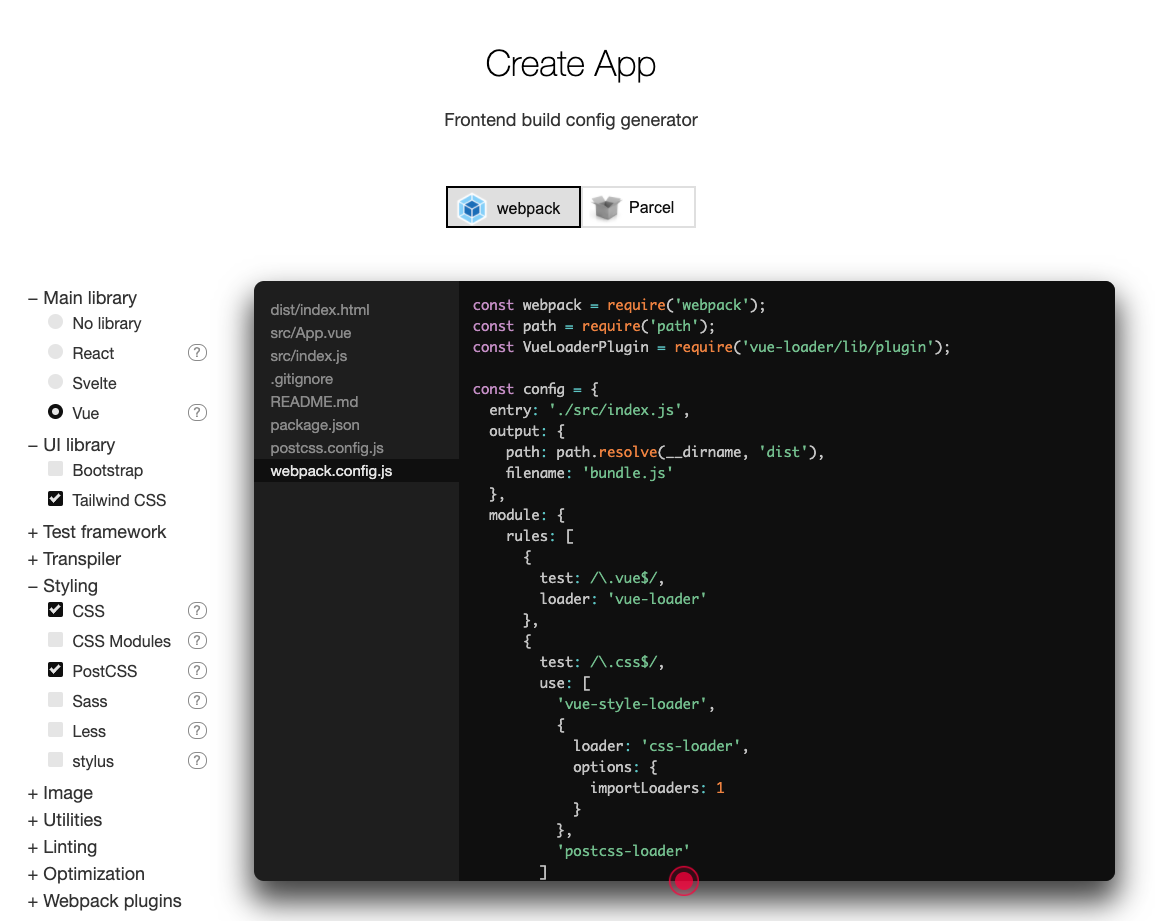 Create App
Frontend build config generator
webpack
Parcel
– Main library
No library
React ?
Svelte
Vue ?
– UI library
Bootstrap
Tailwind CSS
+ Test framework
+ Transpiler
– Styling
CSS ?
CSS Modules ?
PostCSS ?
Sass ?
Less ?
stylus ?
+ Image
+ Utilities
+ Linting
+ Optimization
+ Webpack plugins
dist/index.html
src/App.vue
src/index.js
.gitignore
README.md
package.json
postcss.config.js
webpack.config.js
const webpack = require('webpack');
const path = require('path');
const VueLoaderPlugin = require('vue-loader/lib/plugin');
const config = {
  entry: './src/index.js',
  output: {
    path: path.resolve(__dirname, 'dist'),
    filename: 'bundle.js'
  },
  module: {
    rules: [
      {
        test: /\.vue$/,
        loader: 'vue-loader'
      },
      {
        test: /\.css$/,
        use: [
          'vue-style-loader',
          {
            loader: 'css-loader',
            options: {
              importLoaders: 1
            }
          },
          'postcss-loader'
        ]